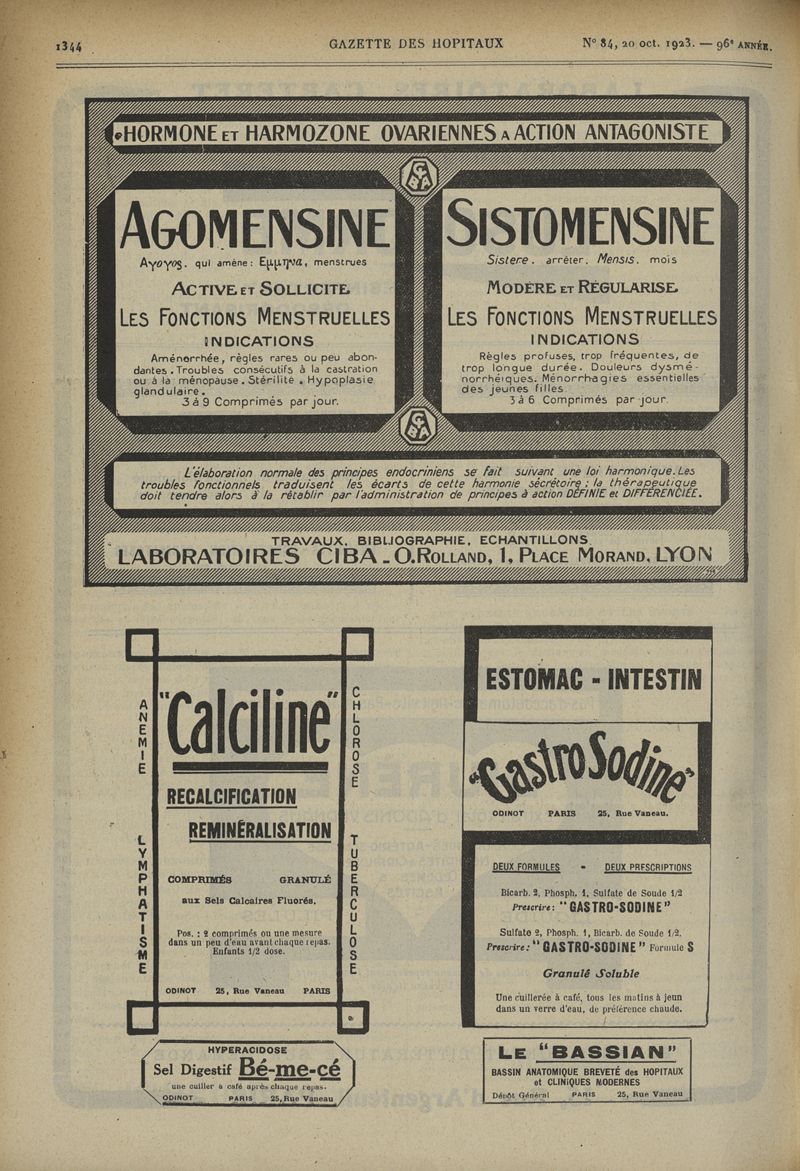 1344
GAZETTE DES HOPITAUX
N° 84, 20 oct. 1923. — 96e ANNÉE.
HORMONE ET HARMOZONE OVARIENNES A ACTION ANTAGONISTE
CIBA
AGOMENSINE
Αγογος. qui amène: Εμμηνα, menstrues
ACTIVE ET SOLLICITE
LES FONCTIONS MENSTRUELLES
INDICATIONS
Aménorrhée, règles rares ou peu abon-
dantes. Troubles consécutifs à la castration
ou à la ménopause. Stérilité. Hypoplasie
glandulaire.
3 à 9 Comprimés par jour.
SISTOMENSINE
Sistere. arrêter. Mensis. mois
MODÈRE ET RÉGULARISE
LES FONCTIONS MENSTRUELLES
INDICATIONS
Règles profuses, trop fréquentes, de
trop longue durée. Douleurs dysmé-
norrhéiques. Ménorrhagies essentielles
des jeunes filles.
3 à 6 Comprimés par jour.
CIBA
L'élaboration normale des principes endocriniens se fait suivant une loi harmonique. Les
troubles fonctionnels traduisent les écarts de cette harmonie sécrétoire; la thérapeutique
doit tendre alors à la rétablir par l'administration de principes à action DÉFINIE et DIFFÉRENCIÉE.
TRAVAUX, BIBLIOGRAPHIE, ECHANTILLONS
LABORATOIRES CIBA_O.ROLLAND, 1, PLACE MORAND, LYON
ANEMIE
LYMPHATISME
"Calciline"
RECALCIFICATION
REMINÉRALISATION
COMPRIMÉS GRANULÉ
aux Sels Calcaires Fluorés.
Pos. : 2 comprimés ou une mesure
dans un peu d'eau avant chaque repas.
Enfants 1/2 dose.
ODINOT 25, Rue Vaneau PARIS
CHLOROSE
TUBERCULOSE
ESTOMAC - INTESTIN
"GastroSodine"
ODINOT PARIS 25, Rue Vaneau.
DEUX FORMULES - DEUX PRESCRIPTIONS
Bicarb. 2, Phosph. 1, Sulfate de Soude 1/2
Prescrire: "GASTRO-SODINE"
Sulfate 2, Phosph. 1, Bicarb. de Soude 1/2.
Prescrire: "GASTRO-SODINE" Formule S
Granulé Soluble
Une cuillerée à café, tous les matins à jeun
dans un verre d'eau, de préférence chaude.
HYPERACIDOSE
Sel Digestif Bé-me-cé
une cuiller à café après chaque repas.
ODINOT PARIS 25, Rue Vaneau
LE "BASSIAN"
BASSIN ANATOMIQUE BREVETÉ des HOPITAUX
et CLINIQUES MODERNES
Dépôt Général PARIS 25, Rue Vaneau